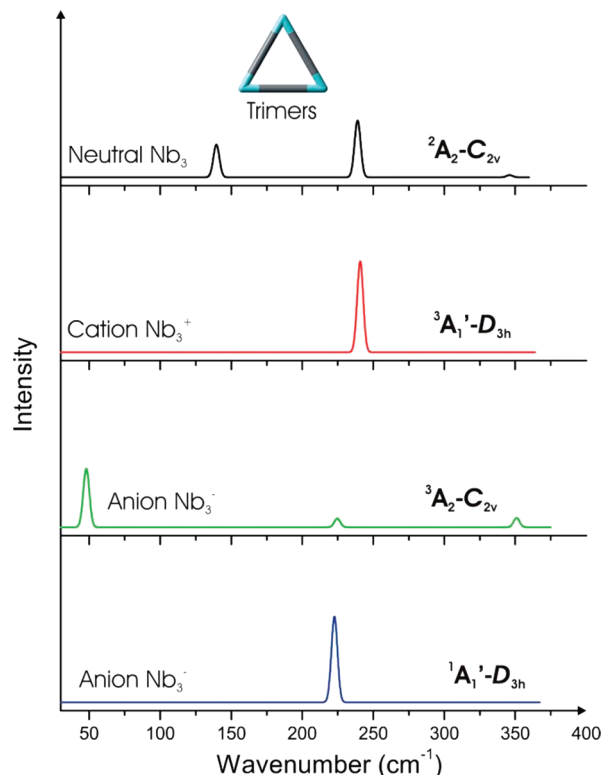 Trimers
Neutral Nb₃ ²A₂-C₂ᵥ
Cation Nb₃⁺ ³A₁’-D₃ₕ
Anion Nb₃⁻ ³A₂-C₂ᵥ
Anion Nb₃⁻ ¹A₁’-D₃ₕ
Intensity
50 100 150 200 250 300 350 400
Wavenumber (cm⁻¹)